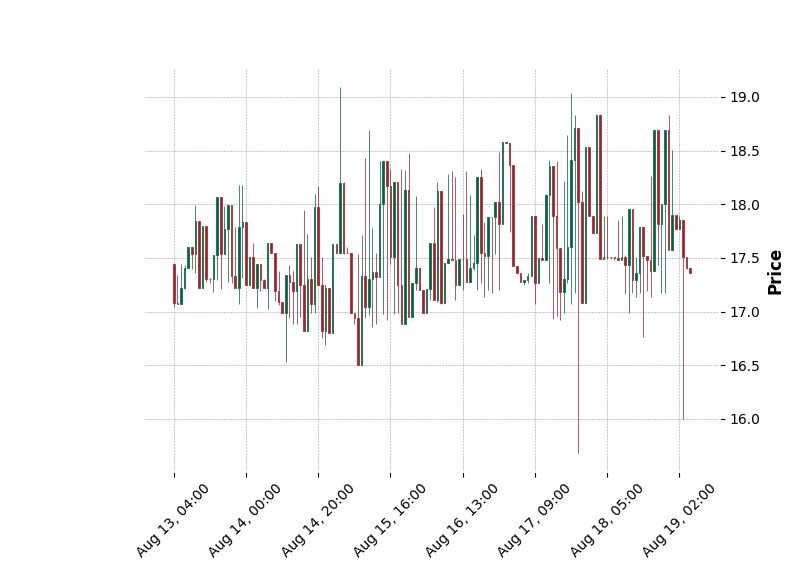 19.0
18.5
18.0
17.5
17.0
16.5
16.0
Price
Aug 13, 04:00
Aug 14, 00:00
Aug 14, 20:00
Aug 15, 16:00
Aug 16, 13:00
Aug 17, 09:00
Aug 18, 05:00
Aug 19, 02:00